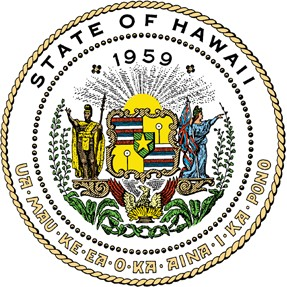 STATE OF HAWAII
1959
UA·MAU·KE·EA·O·KA·AINA·I·KA·PONO